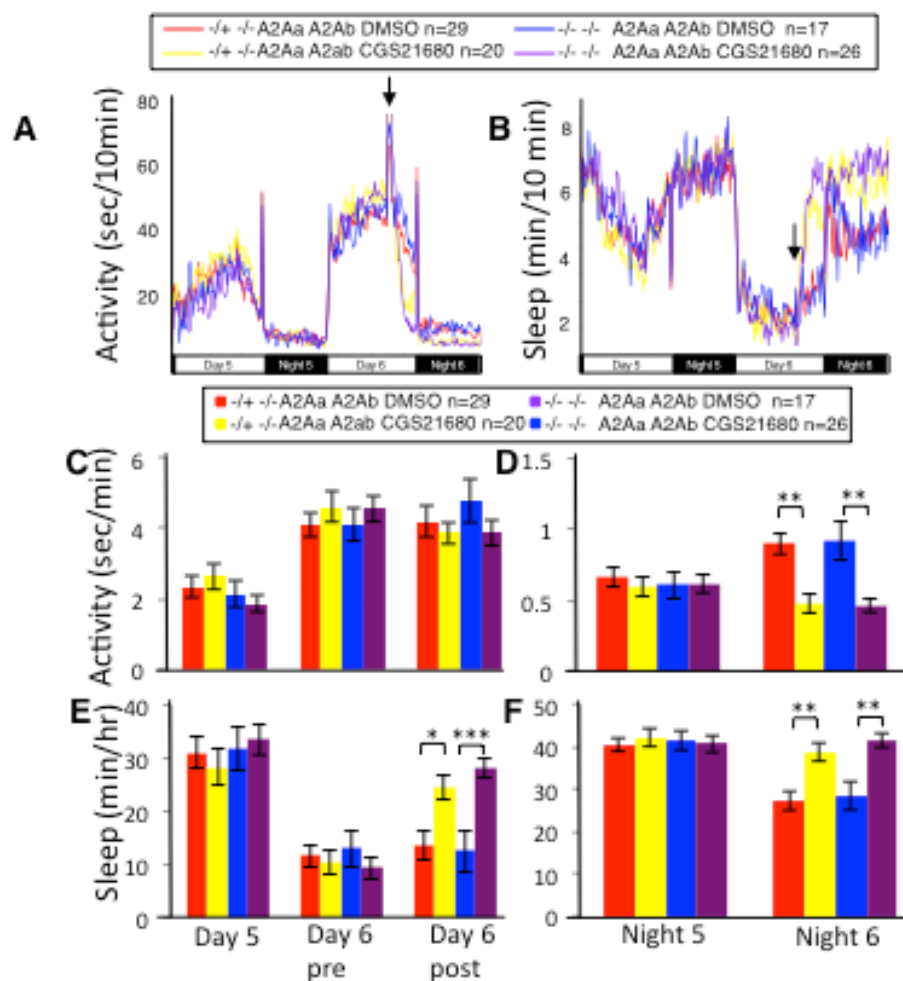 -/+ -/- A2Aa A2Ab DMSO n=29 -/- -/- A2Aa A2Ab DMSO n=17
-/+ -/-A2Aa A2ab CGS21680 n=20 -/- -/- A2Aa A2Ab CGS21680 n=26
A
B
Activity (sec/10min)
80
60
40
20
Day 5 Night 5 Day 6 Night 6
Sleep (min/10 min)
8
6
4
2
Day 5 Night 5 Day 6 Night 6
-/+ -/-A2Aa A2Ab DMSO n=29 -/- -/- A2Aa A2Ab DMSO n=17
-/+ -/-A2Aa A2ab CGS21680 n=20 -/- -/- A2Aa A2Ab CGS21680 n=26
C
Activity (sec/min)
6
4
2
0
D
1.5
1
0.5
0
** **
E
Sleep (min/hr)
40
30
20
10
0
* ***
Day 5 Day 6 Day 6
pre post
F
50
40
30
20
10
0
** **
Night 5 Night 6